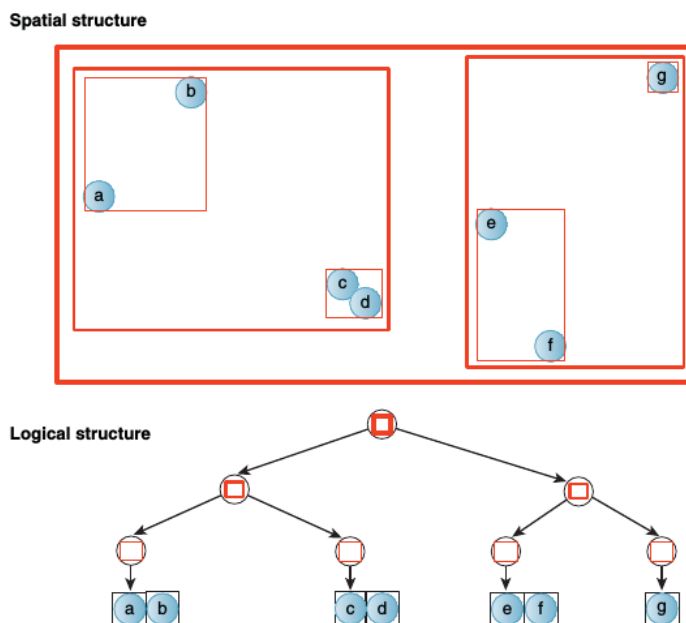 Spatial structure
b
g
a
e
c
d
f
Logical structure
a b c d e f g